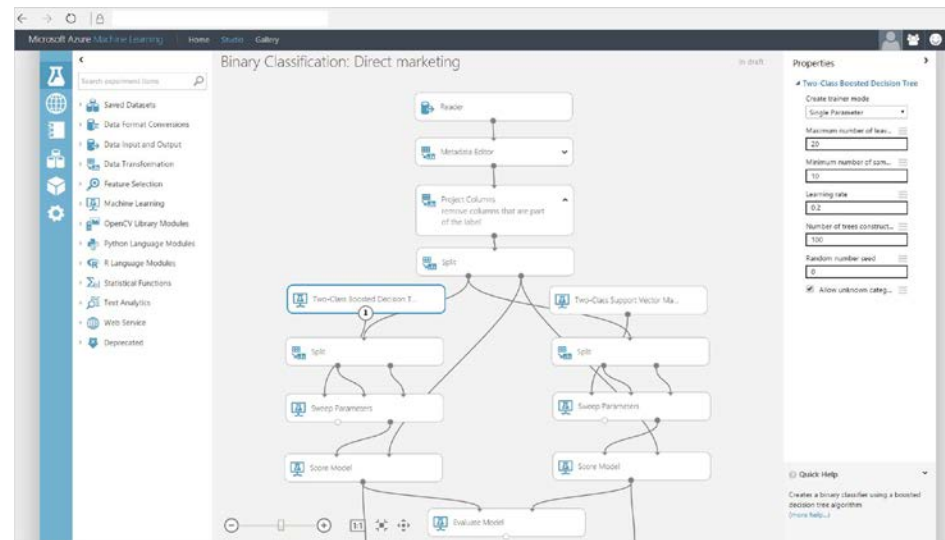 Microsoft Azure Machine Learning
Home Studio Gallery
Binary Classification: Direct marketing
In draft
Search experiment items
Saved Datasets
Data Format Conversions
Data Input and Output
Data Transformation
Feature Selection
Machine Learning
OpenCV Library Modules
Python Language Modules
R Language Modules
Statistical Functions
Text Analytics
Web Service
Deprecated
Reader
Metadata Editor
Project Columns
remove columns that are part
of the label
Split
Two-Class Boosted Decision T...
Two-Class Support Vector Ma...
1
Split
Split
Sweep Parameters
Sweep Parameters
Score Model
Score Model
Evaluate Model
1:1
Properties
Two-Class Boosted Decision Tree
Create trainer mode
Single Parameter
Maximum number of leav...
20
Minimum number of sam...
10
Learning rate
0.2
Number of trees construct...
100
Random number seed
0
Allow unknown categ...
Quick Help
Creates a binary classifier using a boosted
decision tree algorithm
(more help...)